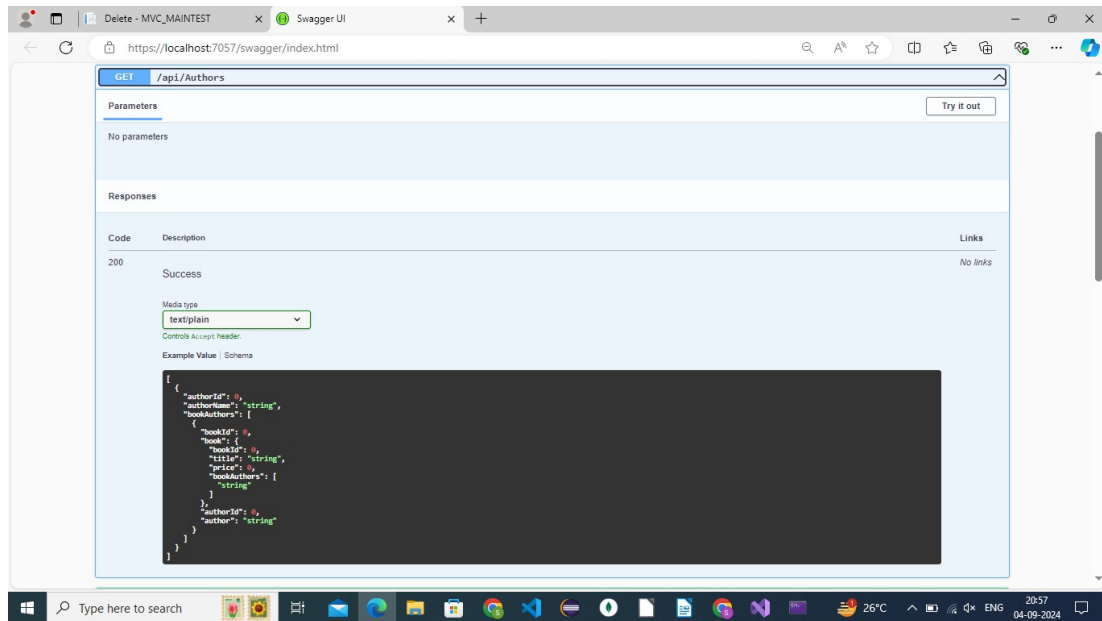 Delete - MVC_MAINTEST
Swagger UI
https://localhost:7057/swagger/index.html
GET /api/Authors
Parameters
Try it out
No parameters
Responses
Code Description Links
200 Success No links
Media type
text/plain
Controls Accept header.
Example Value | Schema
[
{
"authorId": 0,
"authorName": "string",
"bookAuthors": [
{
"bookId": 0,
"book": {
"bookId": 0,
"title": "string",
"price": 0,
"bookAuthors": [
"string"
]
},
"authorId": 0,
"author": "string"
}
]
}
]
Type here to search
26°C
ENG
20:57
04-09-2024